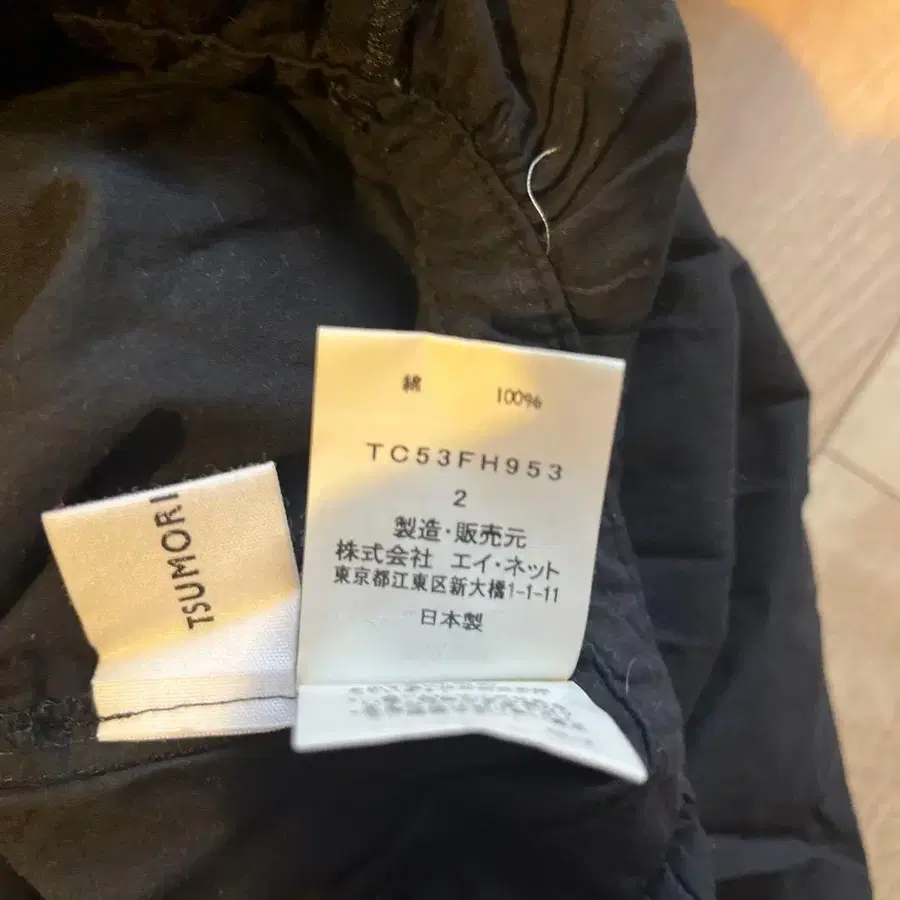 綿 100%
TC53FH953
2
製造・販売元
株式会社 エイ・ネット
東京都江東区新大橋1-1-11
日本製
TSUMORI